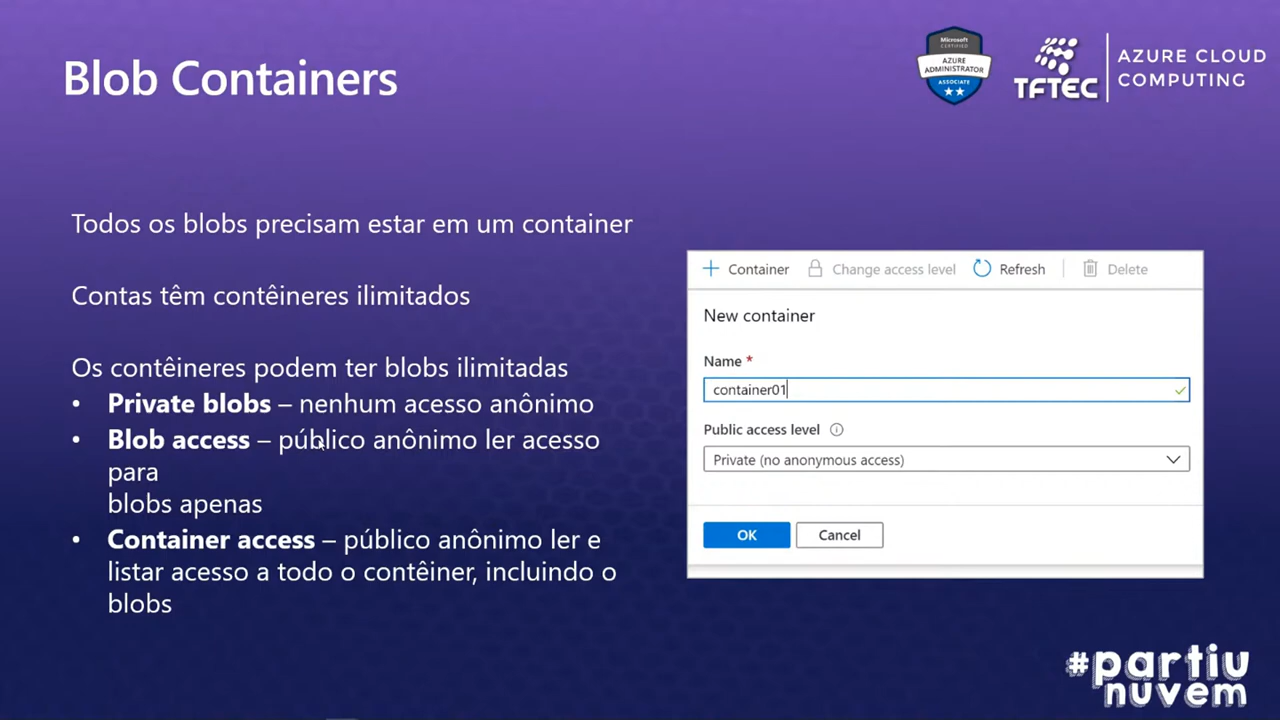 Blob Containers
Microsoft
CERTIFIED
AZURE
ADMINISTRATOR
ASSOCIATE
TFTEC
AZURE CLOUD
COMPUTING
Todos os blobs precisam estar em um container
Contas têm contêineres ilimitados
Os contêineres podem ter blobs ilimitadas
• Private blobs – nenhum acesso anônimo
• Blob access – público anônimo ler acesso
para
blobs apenas
• Container access – público anônimo ler e
listar acesso a todo o contêiner, incluindo o
blobs
+ Container Change access level Refresh Delete
New container
Name *
container01
Public access level
Private (no anonymous access)
OK Cancel
#partiu
nuvem